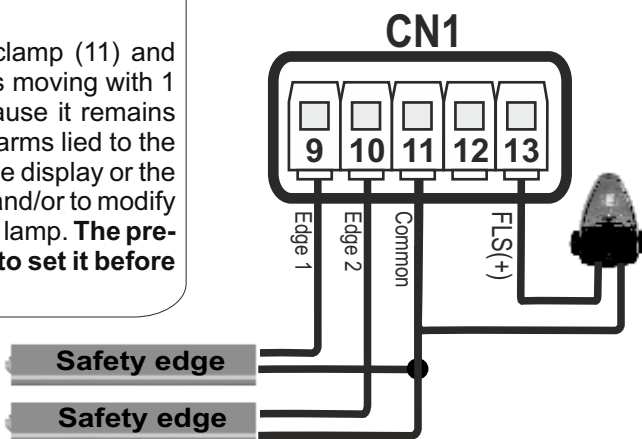 clamp (11) and
s moving with 1
ause it remains
arms lied to the
e display or the
and/or to modify
lamp. The pre-
to set it before
CN1
9 10 11 12 13
Edge 1
Edge 2
Common
FLS(+)
Safety edge
Safety edge